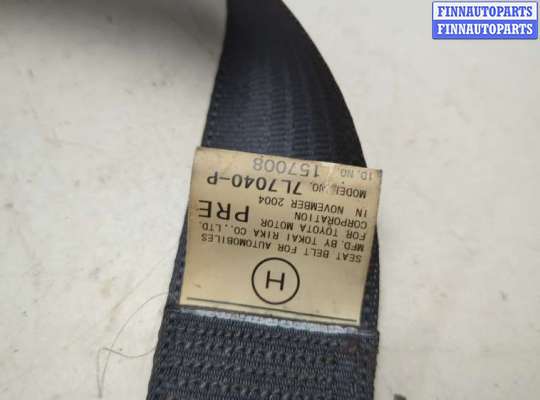 FINNAUTOPARTS
FINNAUTOPARTS
H
SEAT BELT FOR AUTOMOBILES
MFD. BY TOKAI RIKA CO., LTD.
FOR TOYOTA MOTOR
CORPORATION PRE
IN NOVEMBER 2004
MODEL NO. 7L7040-P
ID. NO. 157008